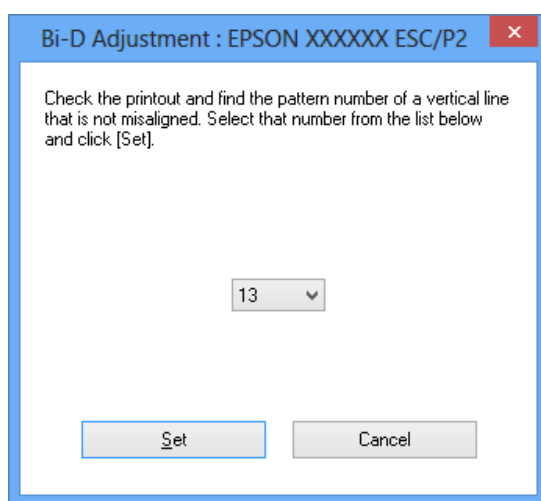 Bi-D Adjustment : EPSON XXXXXX ESC/P2
Check the printout and find the pattern number of a vertical line
that is not misaligned. Select that number from the list below
and click [Set].
13
Set
Cancel